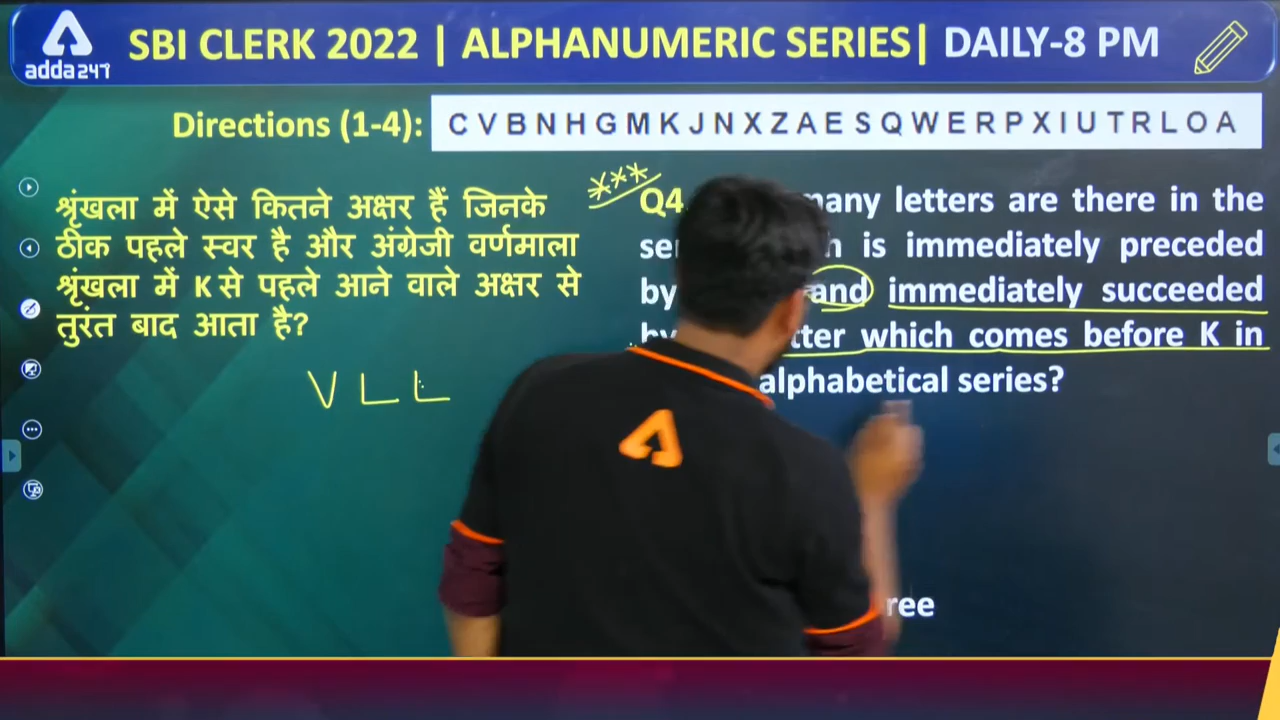 SBI CLERK 2022 | ALPHANUMERIC SERIES| DAILY-8 PM
adda247
Directions (1-4): C V B N H G M K J N X Z A E S Q W E R P X I U T R L O A
श्रृंखला में ऐसे कितने अक्षर हैं जिनके
ठीक पहले स्वर है और अंग्रेजी वर्णमाला
श्रृंखला में K से पहले आने वाले अक्षर से
तुरंत बाद आता है?
***
Q4 many letters are there in the
is immediately preceded
by and immediately succeeded
which comes before K in
alphabetical series?
V L L